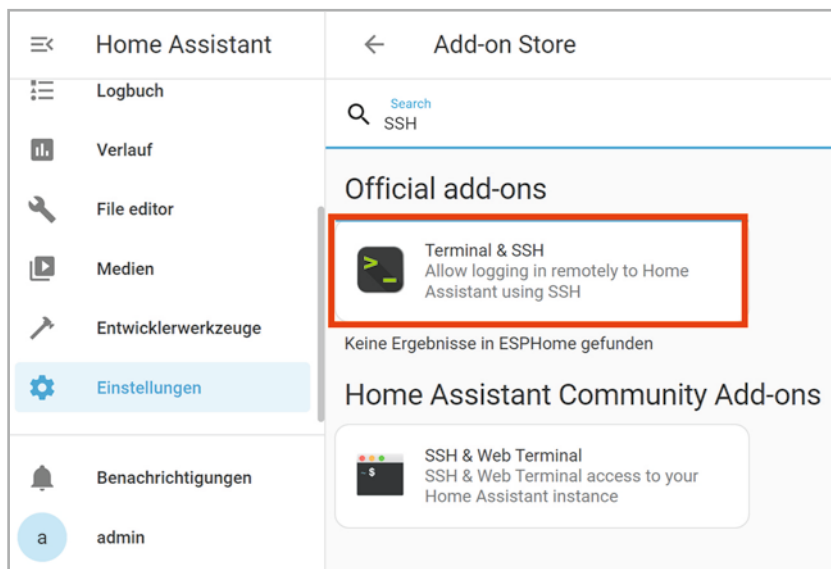 Home Assistant
Logbuch
Verlauf
File editor
Medien
Entwicklerwerkzeuge
Einstellungen
Benachrichtigungen
a
admin
Add-on Store
Search
SSH
Official add-ons
>_
Terminal & SSH
Allow logging in remotely to Home
Assistant using SSH
Keine Ergebnisse in ESPHome gefunden
Home Assistant Community Add-ons
~ $
SSH & Web Terminal
SSH & Web Terminal access to your
Home Assistant instance